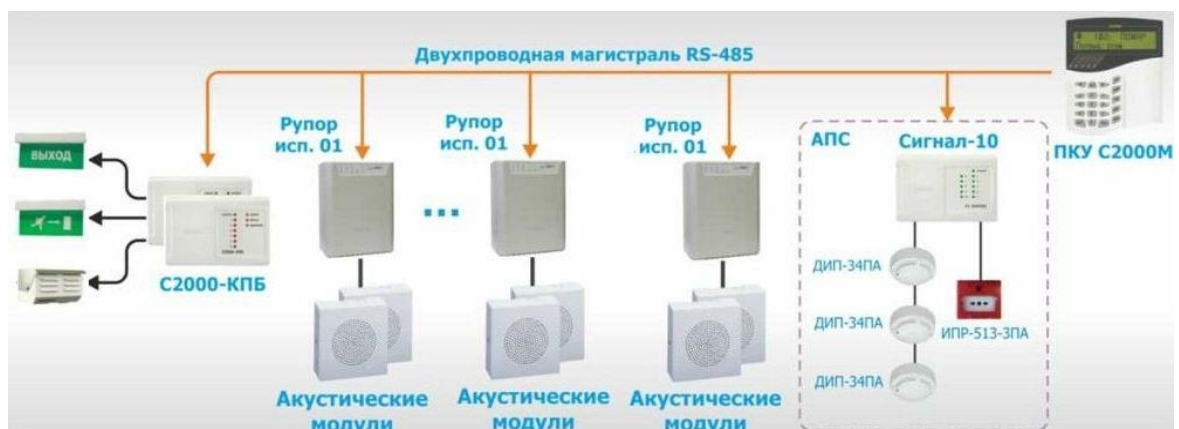 Двухпроводная магистраль RS-485
ПКУ С2000М
Рупор
исп. 01
Рупор
исп. 01
Рупор
исп. 01
АПС
Сигнал-10
ВЫХОД
С2000-КПБ
...
ДИП-34ПА
ДИП-34ПА
ДИП-34ПА
ИПР-513-3ПА
Акустические
модули
Акустические
модули
Акустические
модули